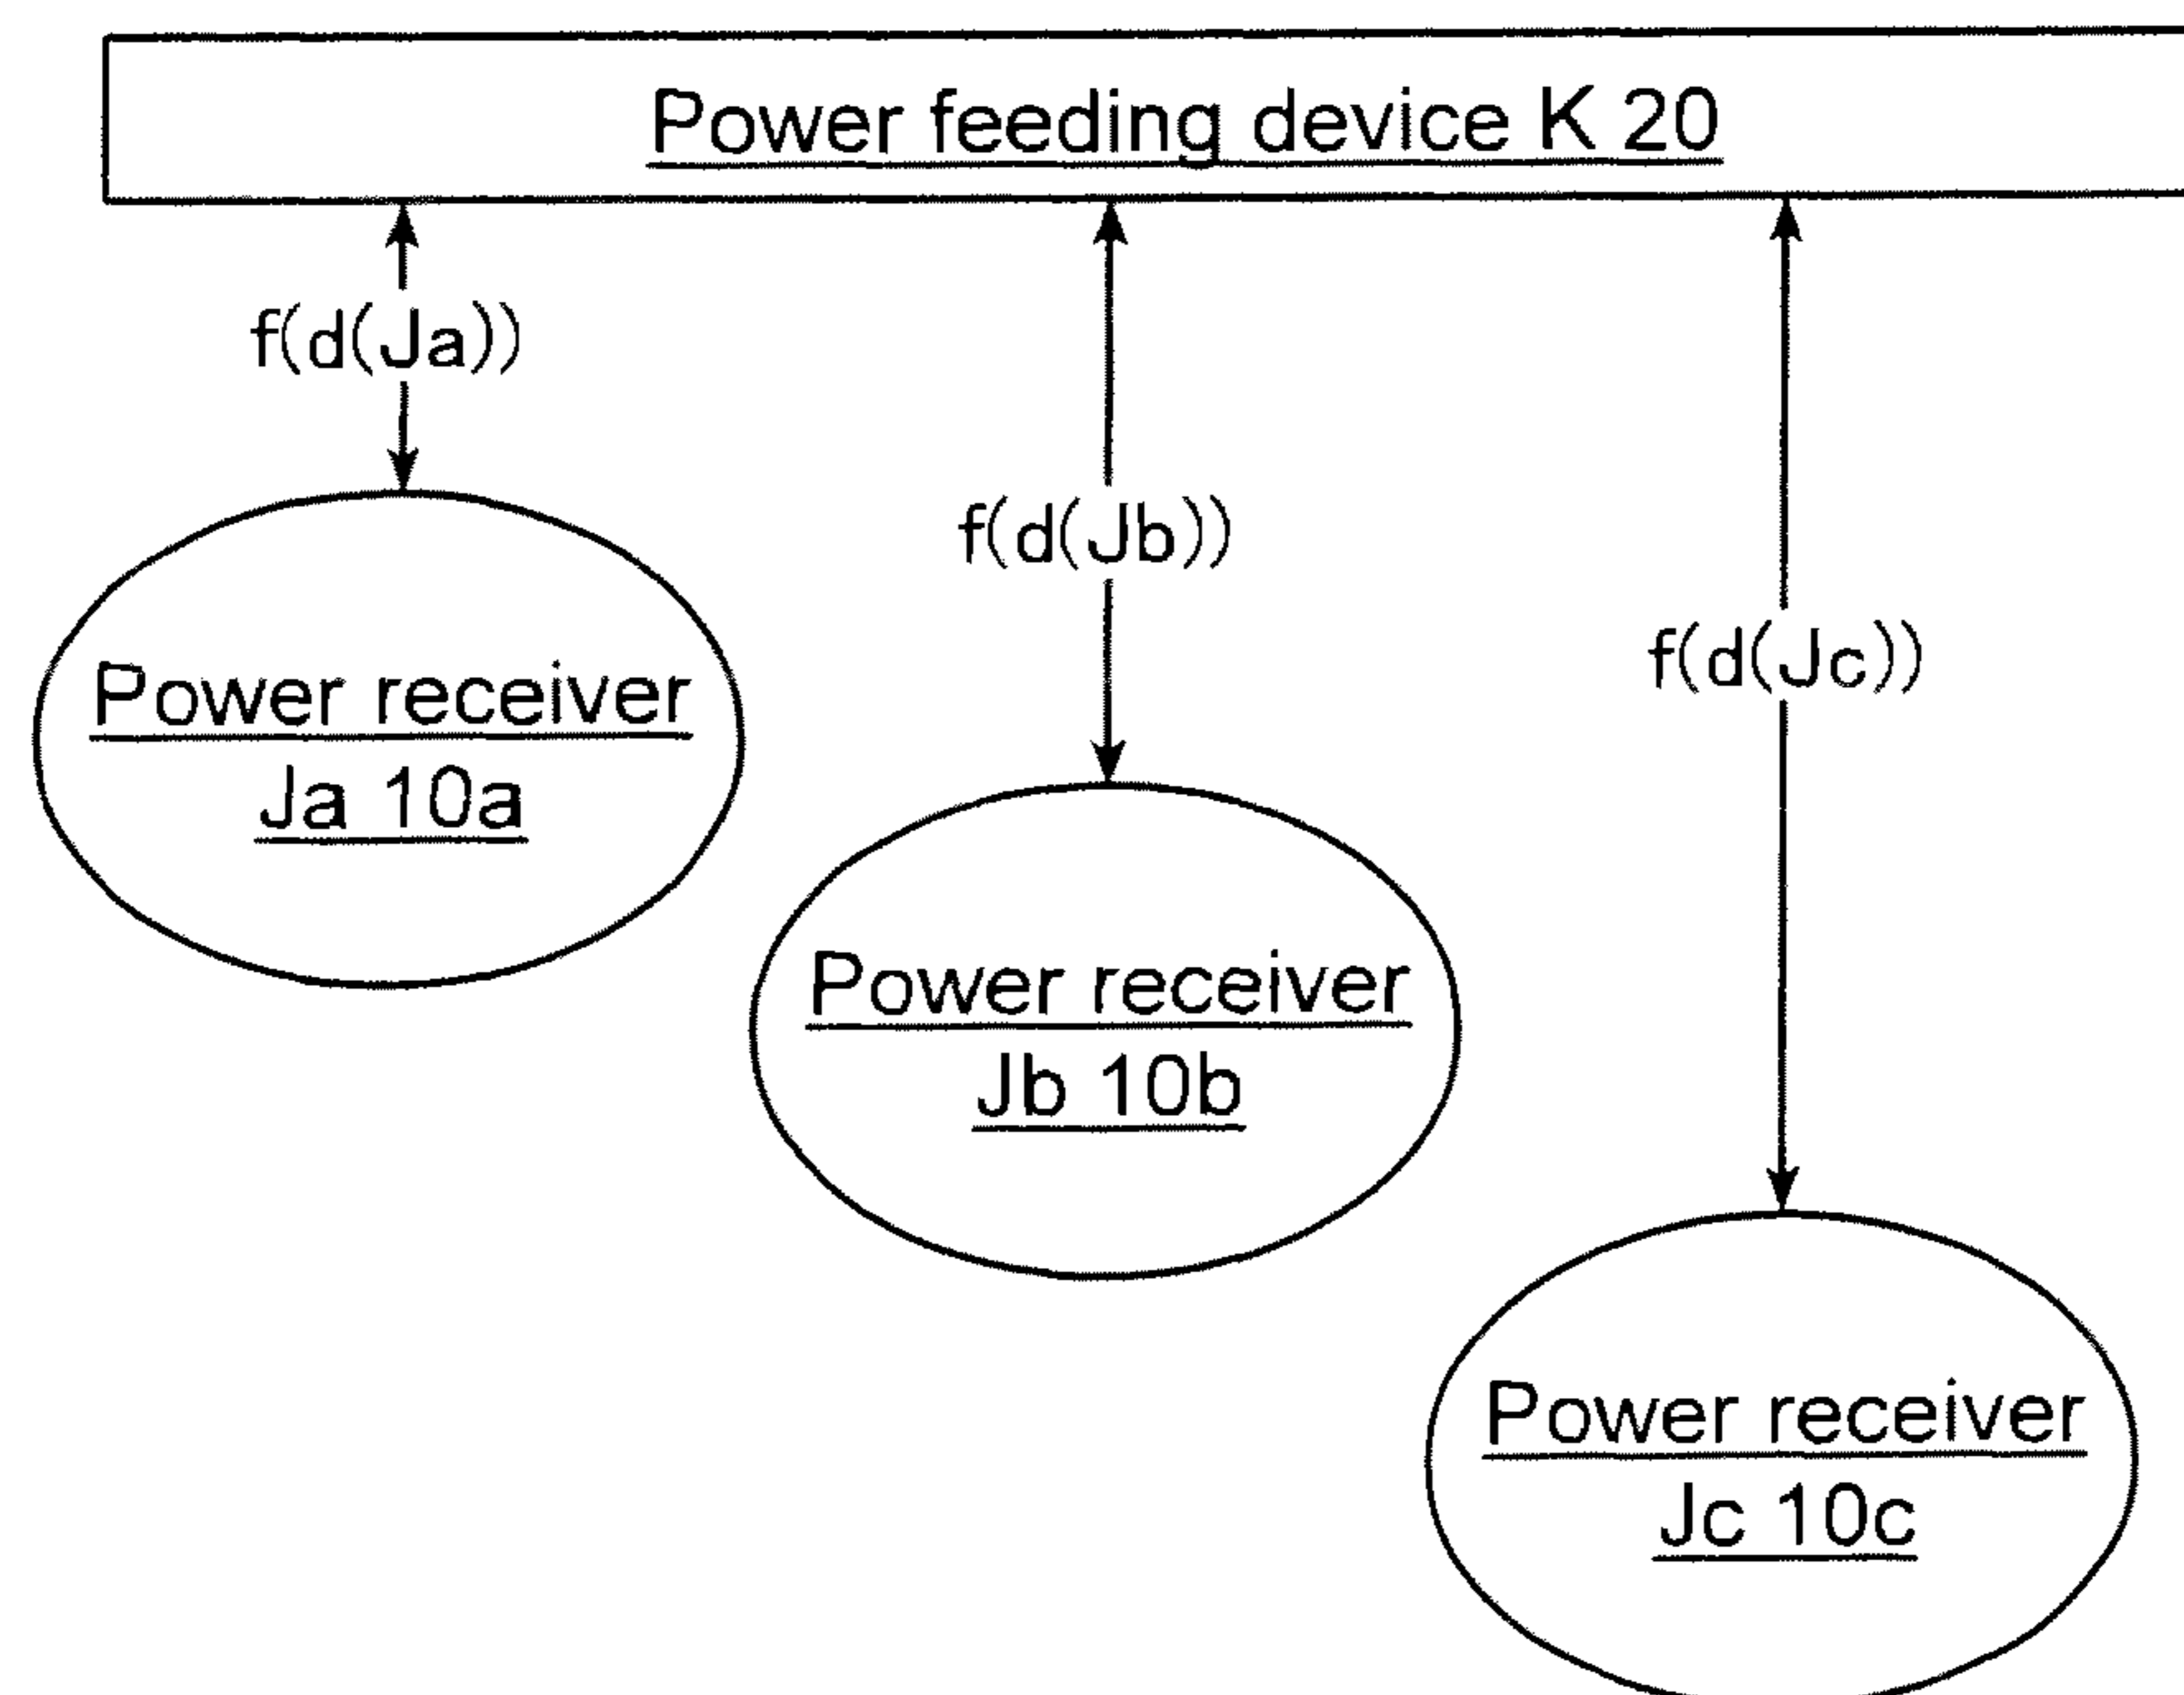 Power feeding device K 20
f(d(Ja))
f(d(Jb))
f(d(Jc))
Power receiver
Ja 10a
Power receiver
Jb 10b
Power receiver
Jc 10c